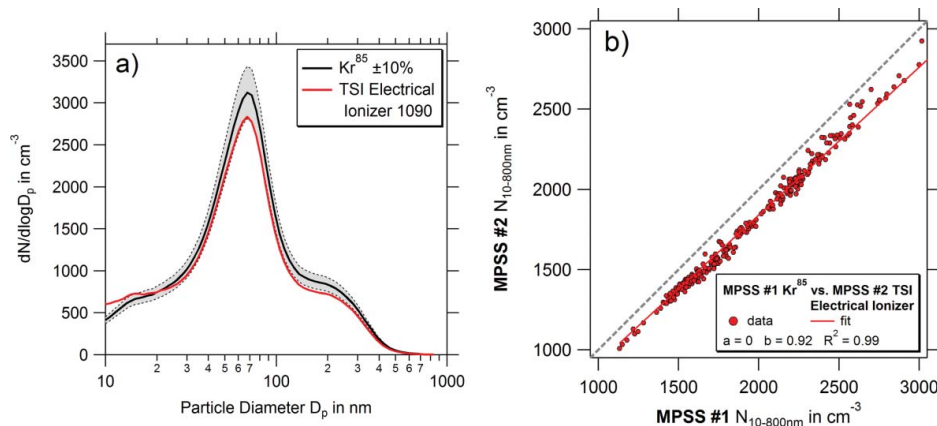 a)
Kr85 ±10%
TSI Electrical
Ionizer 1090
3500
3000
2500
2000
1500
1000
500
0
dN/dlogDp in cm-3
10
2
3
4
5
6
7
100
2
3
4
5
6
7
1000
Particle Diameter Dp in nm
b)
3000
2500
2000
1500
1000
MPSS #2 N10-800nm in cm-3
MPSS #1 Kr85 vs. MPSS #2 TSI
Electrical Ionizer
data
fit
a = 0 b = 0.92 R2 = 0.99
1000
1500
2000
2500
3000
MPSS #1 N10-800nm in cm-3